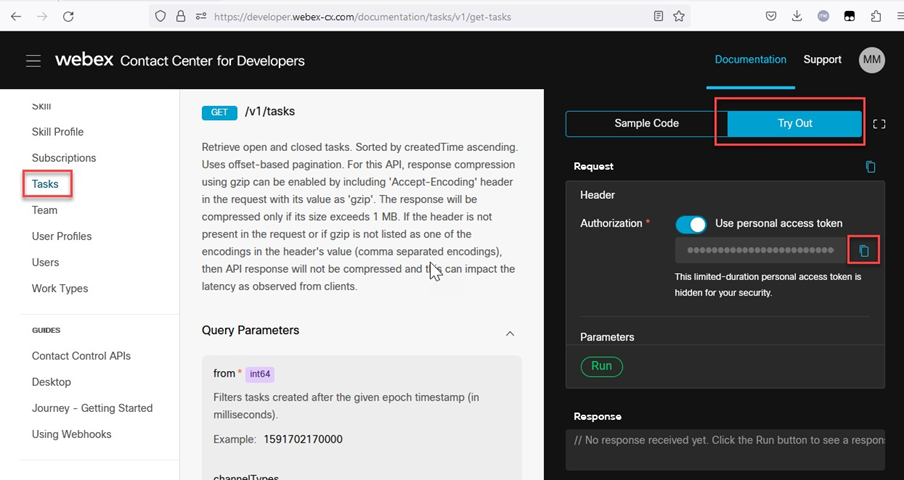 https://developer.webex-cx.com/documentation/tasks/v1/get-tasks
webex Contact Center for Developers
Documentation
Support
MM
Skill
Skill Profile
Subscriptions
Tasks
Team
User Profiles
Users
Work Types
GUIDES
Contact Control APIs
Desktop
Journey - Getting Started
Using Webhooks
GET /v1/tasks
Retrieve open and closed tasks. Sorted by createdTime ascending.
Uses offset-based pagination. For this API, response compression
using gzip can be enabled by including 'Accept-Encoding' header
in the request with its value as 'gzip'. The response will be
compressed only if its size exceeds 1 MB. If the header is not
present in the request or if gzip is not listed as one of the
encodings in the header's value (comma separated encodings),
then API response will not be compressed and this can impact the
latency as observed from clients.
Query Parameters
from * int64
Filters tasks created after the given epoch timestamp (in
milliseconds).
Example: 1591702170000
channelTypes
Sample Code
Try Out
Request
Header
Authorization *
Use personal access token
This limited-duration personal access token is
hidden for your security.
Parameters
Run
Response
// No response received yet. Click the Run button to see a respon